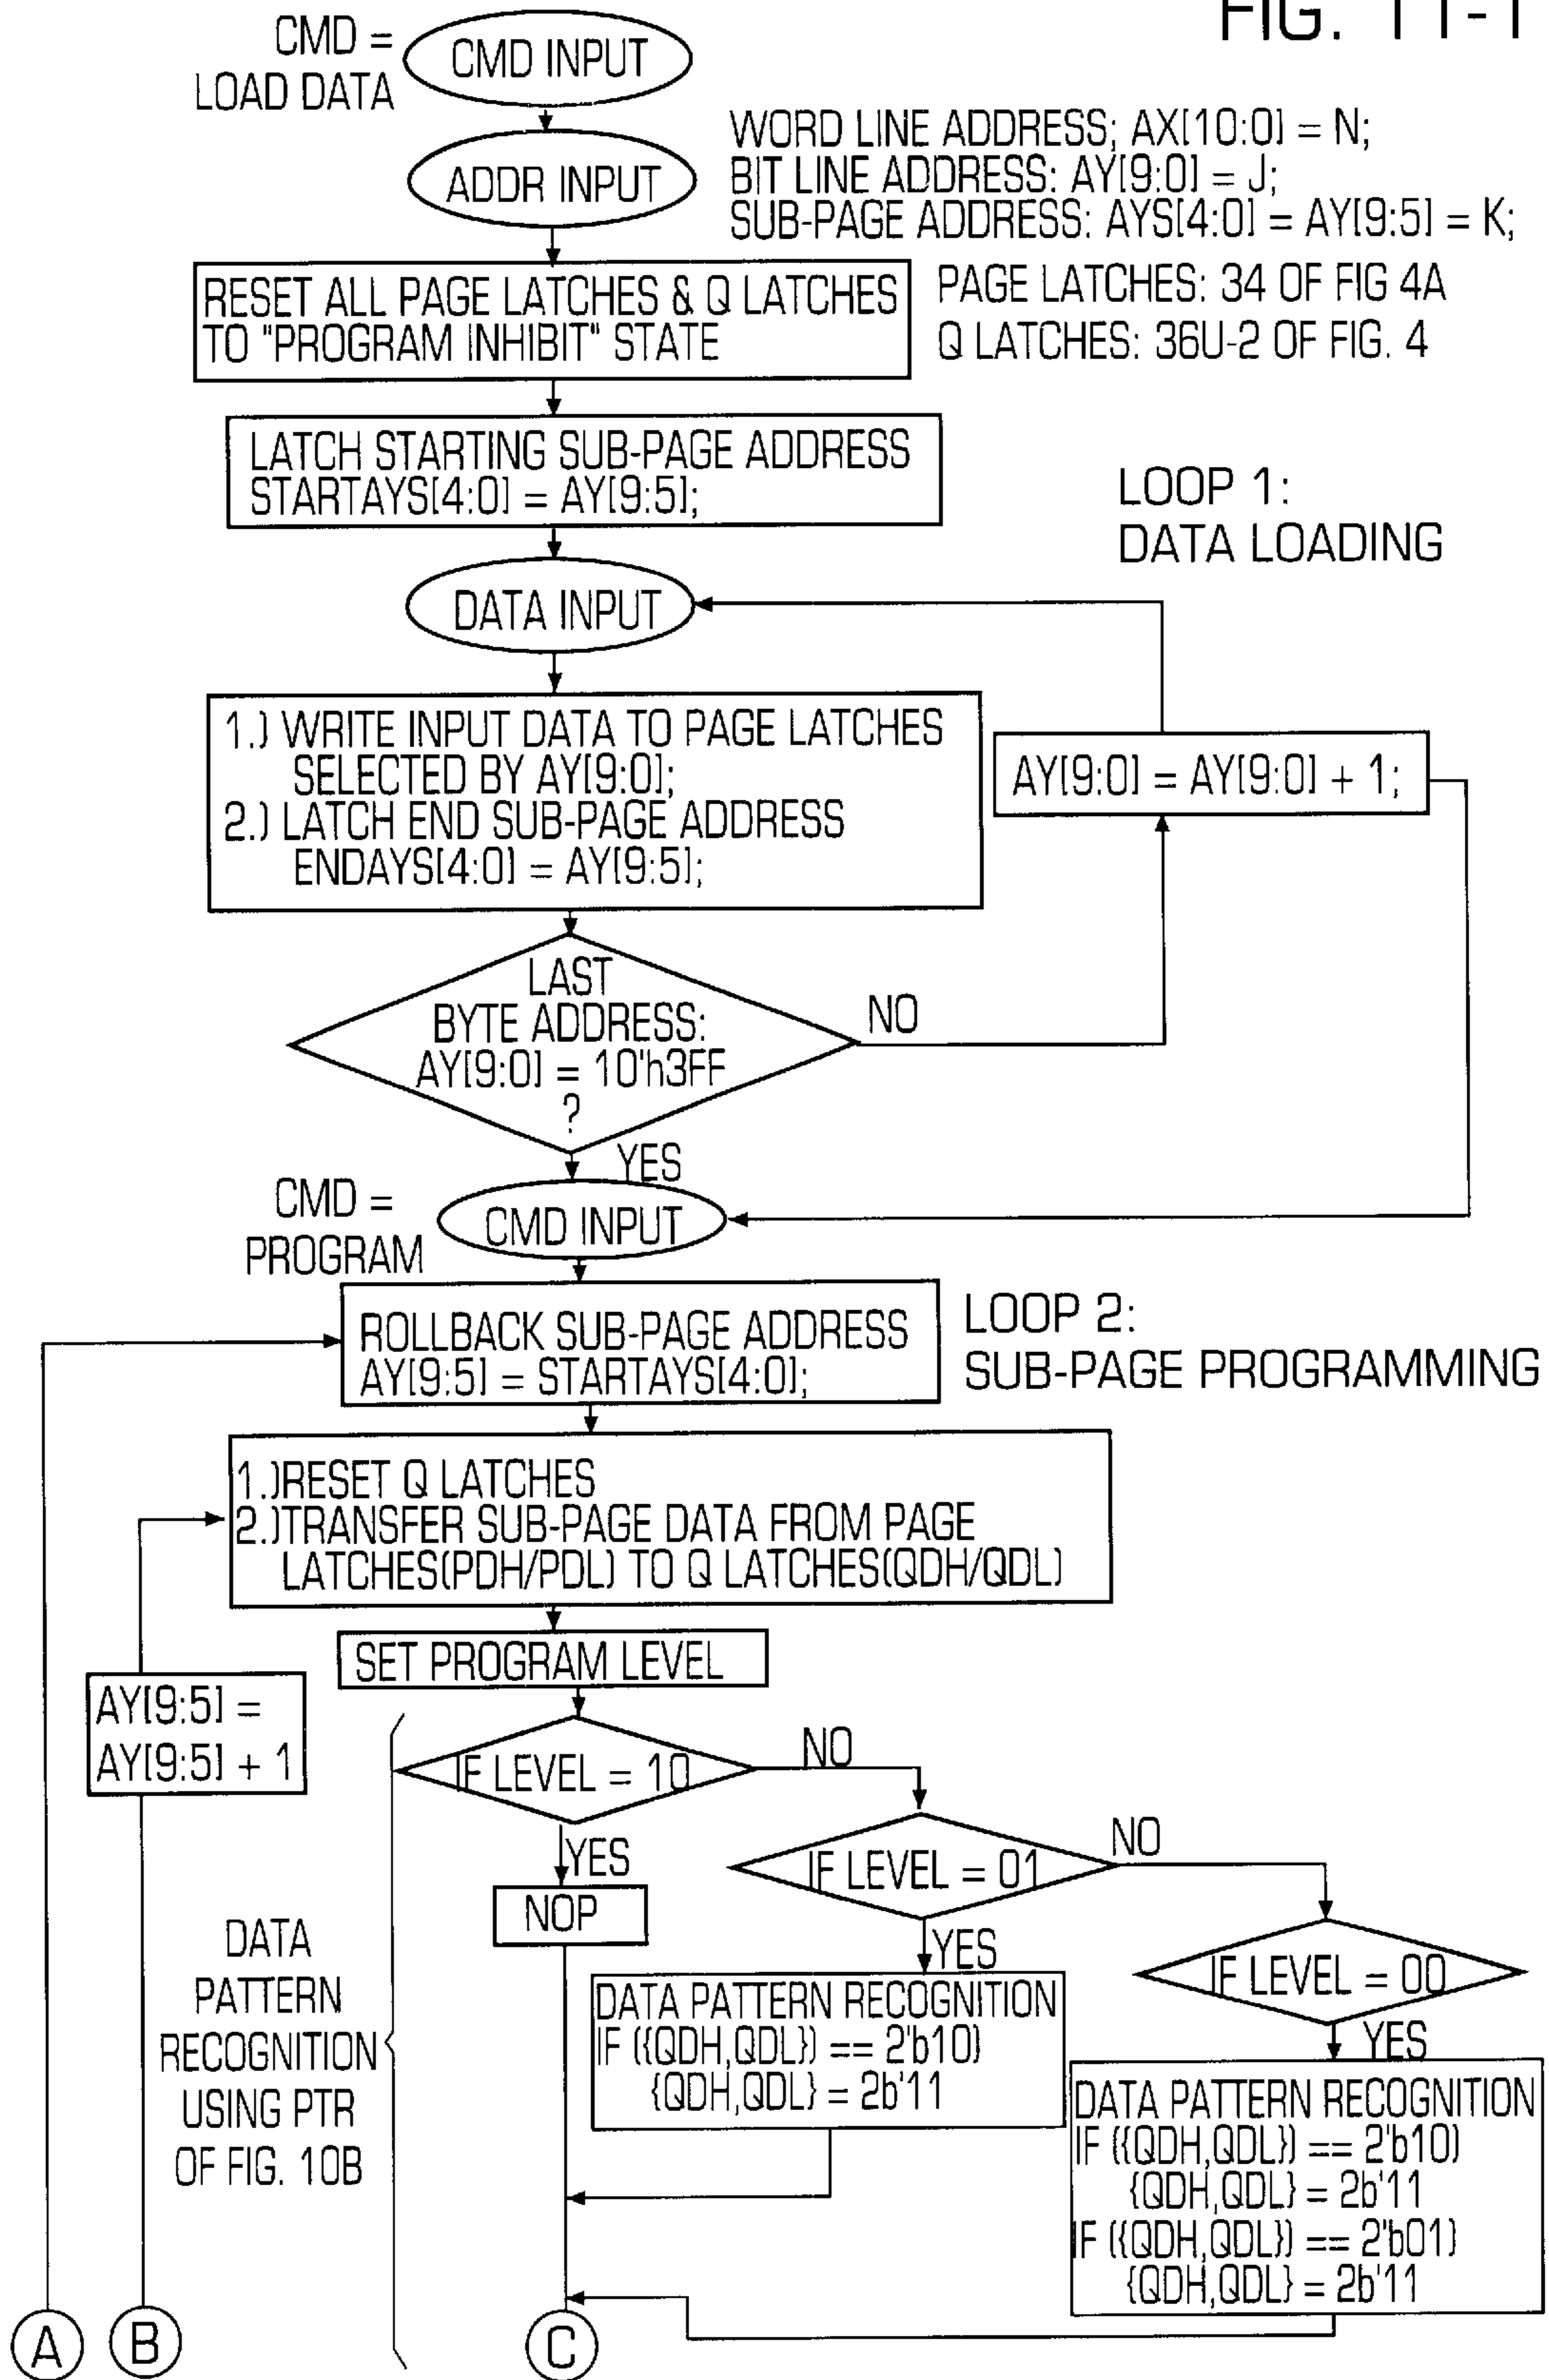 FIG. 11-1
CMD =
LOAD DATA
CMD INPUT
ADDR INPUT
WORD LINE ADDRESS; AX[10:0] = N;
BIT LINE ADDRESS: AY[9:0] = J;
SUB-PAGE ADDRESS: AYS[4:0] = AY[9:5] = K;
RESET ALL PAGE LATCHES & Q LATCHES
TO "PROGRAM INHIBIT" STATE
PAGE LATCHES: 34 OF FIG 4A
Q LATCHES: 36U-2 OF FIG. 4
LATCH STARTING SUB-PAGE ADDRESS
STARTAYS[4:0] = AY[9:5];
LOOP 1:
DATA LOADING
DATA INPUT
1.) WRITE INPUT DATA TO PAGE LATCHES
SELECTED BY AY[9:0];
2.) LATCH END SUB-PAGE ADDRESS
ENDAYS[4:0] = AY[9:5];
AY[9:0] = AY[9:0] + 1;
LAST
BYTE ADDRESS:
AY[9:0] = 10'h3FF
?
NO
YES
CMD =
PROGRAM
CMD INPUT
ROLLBACK SUB-PAGE ADDRESS
AY[9:5] = STARTAYS[4:0];
LOOP 2:
SUB-PAGE PROGRAMMING
1.)RESET Q LATCHES
2.)TRANSFER SUB-PAGE DATA FROM PAGE
LATCHES(PDH/PDL) TO Q LATCHES(QDH/QDL)
SET PROGRAM LEVEL
AY[9:5] =
AY[9:5] + 1
IF LEVEL = 10
NO
YES
NOP
IF LEVEL = 01
NO
YES
IF LEVEL = 00
YES
DATA
PATTERN
RECOGNITION
USING PTR
OF FIG. 10B
DATA PATTERN RECOGNITION
IF ({QDH,QDL}) == 2'b10)
{QDH,QDL} = 2b'11
DATA PATTERN RECOGNITION
IF ({QDH,QDL}) == 2'b10)
{QDH,QDL} = 2b'11
IF ({QDH,QDL}) == 2'b01)
{QDH,QDL} = 2b'11
A
B
C